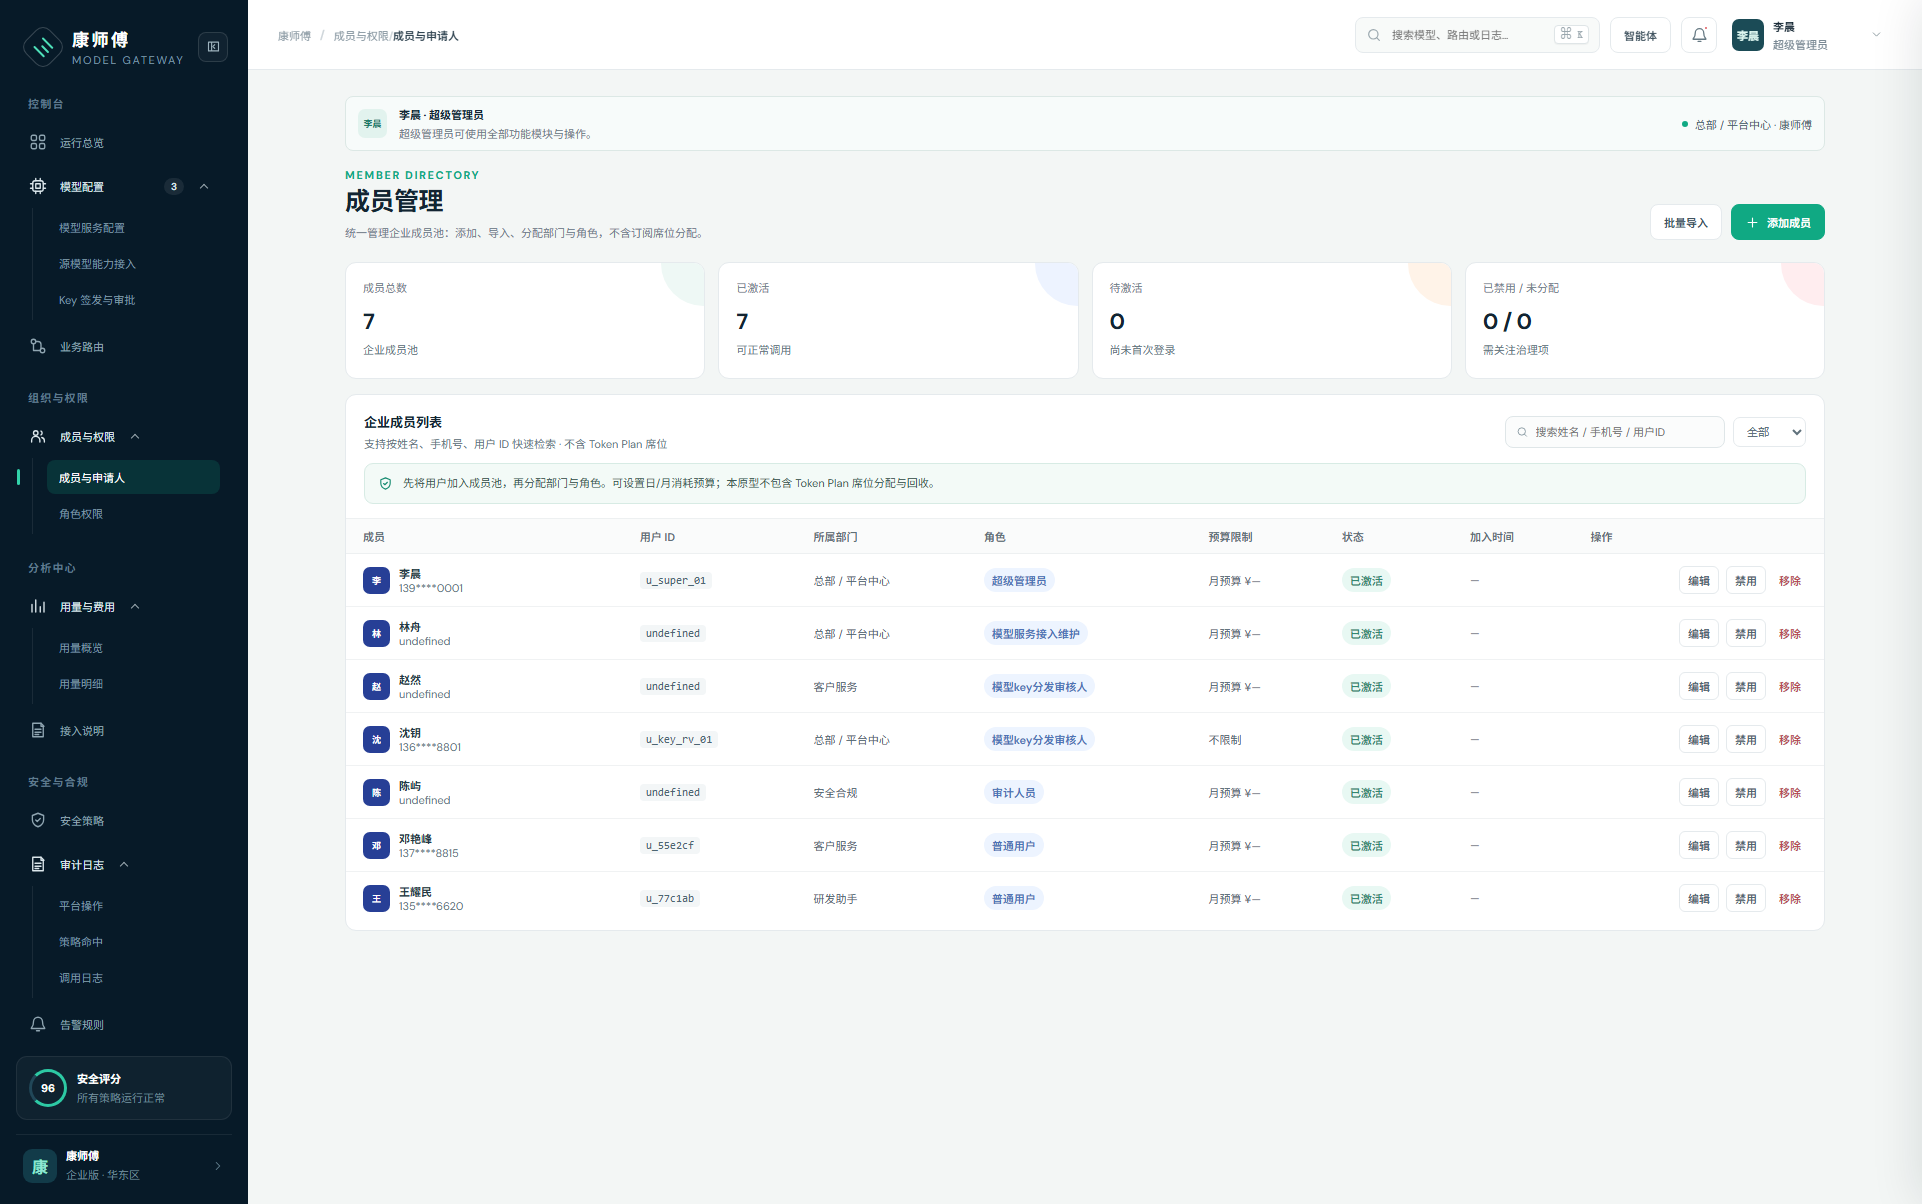 康师傅
MODEL GATEWAY
控制台
运行总览
模型配置 3
模型服务配置
源模型能力接入
Key 签发与审批
业务路由
组织与权限
成员与权限
成员与申请人
角色权限
分析中心
用量与费用
用量概览
用量明细
接入说明
安全与合规
安全策略
审计日志
平台操作
策略命中
调用日志
告警规则
96
安全评分
所有策略运行正常
康
康师傅
企业版 · 华东区
康师傅 / 成员与权限/成员与申请人
搜索模型、路由或日志... ⌘ K
智能体
李晨
李晨
超级管理员
李晨
李晨 · 超级管理员
超级管理员可使用全部功能模块与操作。
总部 / 平台中心 · 康师傅
MEMBER DIRECTORY
成员管理
统一管理企业成员池：添加、导入、分配部门与角色，不含订阅席位分配。
批量导入
添加成员
成员总数
7
企业成员池
已激活
7
可正常调用
待激活
0
尚未首次登录
已禁用 / 未分配
0 / 0
需关注治理项
企业成员列表
支持按姓名、手机号、用户 ID 快速检索 · 不含 Token Plan 席位
搜索姓名 / 手机号 / 用户ID
全部
先将用户加入成员池，再分配部门与角色。可设置日/月消耗预算；本原型不包含 Token Plan 席位分配与回收。
成员 用户 ID 所属部门 角色 预算限制 状态 加入时间 操作
李 李晨 139****0001 u_super_01 总部 / 平台中心 超级管理员 月预算 ¥— 已激活 — 编辑 禁用 移除
林 林舟 undefined undefined 总部 / 平台中心 模型服务接入维护 月预算 ¥— 已激活 — 编辑 禁用 移除
赵 赵然 undefined undefined 客户服务 模型key分发审核人 月预算 ¥— 已激活 — 编辑 禁用 移除
沈 沈钥 136****8801 u_key_rv_01 总部 / 平台中心 模型key分发审核人 不限制 已激活 — 编辑 禁用 移除
陈 陈屿 undefined undefined 安全合规 审计人员 月预算 ¥— 已激活 — 编辑 禁用 移除
邓 邓艳峰 137****8815 u_55e2cf 客户服务 普通用户 月预算 ¥— 已激活 — 编辑 禁用 移除
王 王耀民 135****6620 u_77c1ab 研发助手 普通用户 月预算 ¥— 已激活 — 编辑 禁用 移除